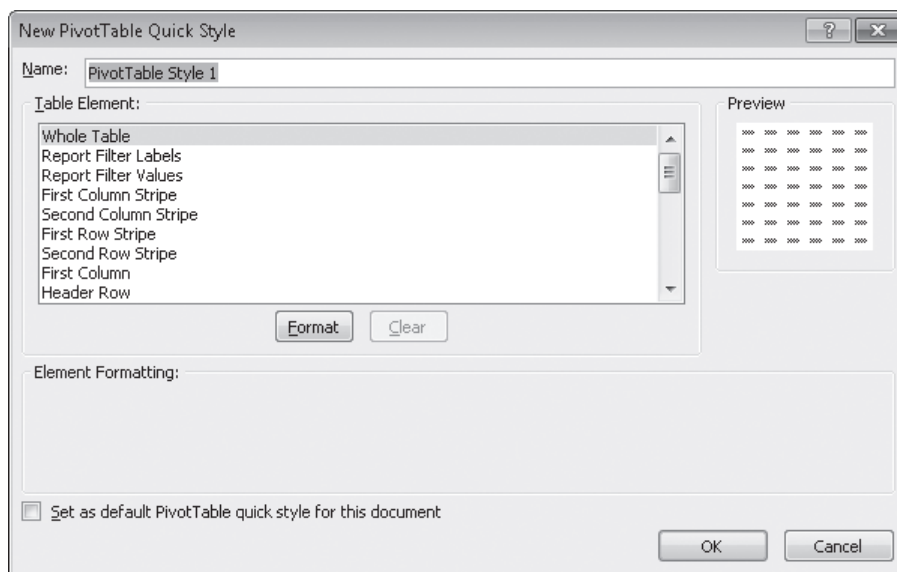 New PivotTable Quick Style
Name: PivotTable Style 1
Table Element:
Whole Table
Report Filter Labels
Report Filter Values
First Column Stripe
Second Column Stripe
First Row Stripe
Second Row Stripe
First Column
Header Row
Format Clear
Preview
Element Formatting:
Set as default PivotTable quick style for this document
OK Cancel